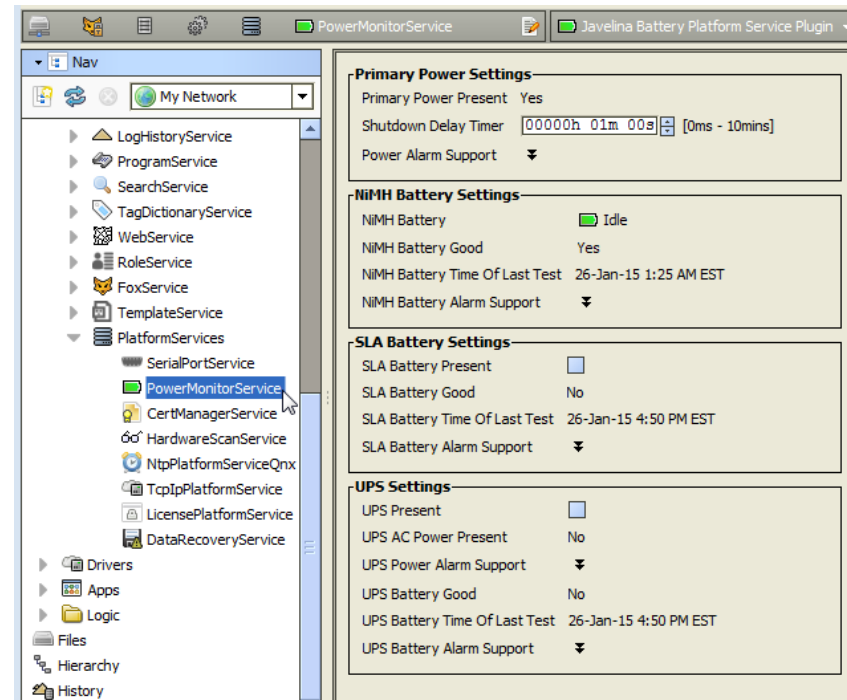 PowerMonitorService
Javelina Battery Platform Service Plugin
Nav
My Network
LogHistoryService
ProgramService
SearchService
TagDictionaryService
WebService
RoleService
FoxService
TemplateService
PlatformServices
SerialPortService
PowerMonitorService
CertManagerService
HardwareScanService
NtpPlatformServiceQnx
TcpIpPlatformService
LicensePlatformService
DataRecoveryService
Drivers
Apps
Logic
Files
Hierarchy
History
Primary Power Settings
Primary Power Present Yes
Shutdown Delay Timer 00000h 01m 00s [0ms - 10mins]
Power Alarm Support
NiMH Battery Settings
NiMH Battery Idle
NiMH Battery Good Yes
NiMH Battery Time Of Last Test 26-Jan-15 1:25 AM EST
NiMH Battery Alarm Support
SLA Battery Settings
SLA Battery Present
SLA Battery Good No
SLA Battery Time Of Last Test 26-Jan-15 4:50 PM EST
SLA Battery Alarm Support
UPS Settings
UPS Present
UPS AC Power Present No
UPS Power Alarm Support
UPS Battery Good No
UPS Battery Time Of Last Test 26-Jan-15 4:50 PM EST
UPS Battery Alarm Support